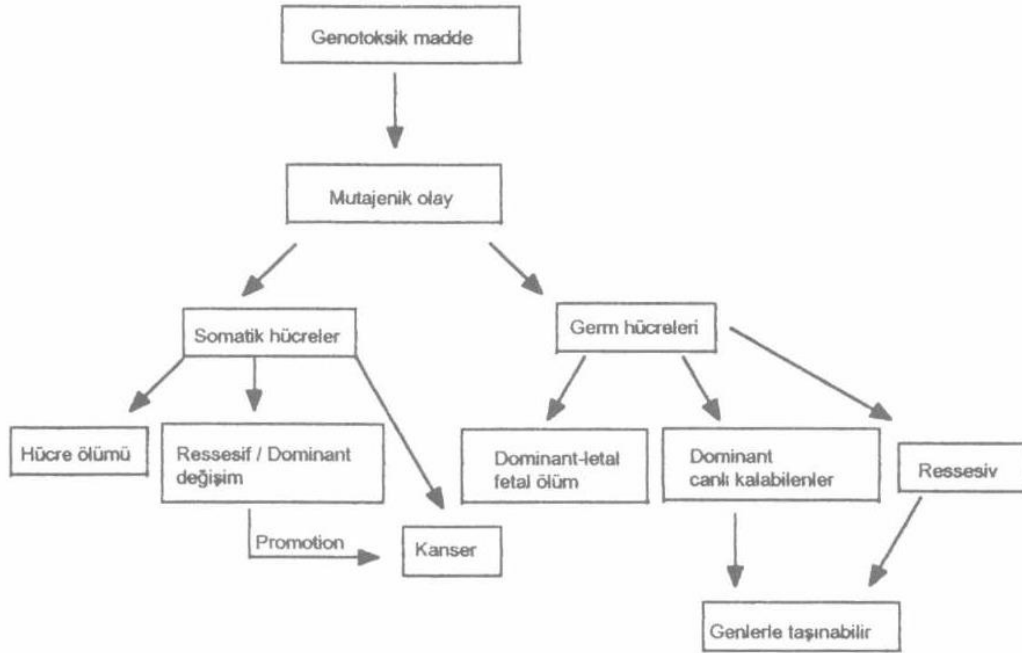 Genotoksik madde
Mutajenik olay
Somatik hücreler
Germ hücreleri
Hücre ölümü
Ressesif / Dominant
değişim
Dominant-letal
fetal ölüm
Dominant
canlı kalabilenler
Ressesiv
Promotion
Kanser
Genlerle taşınabilir